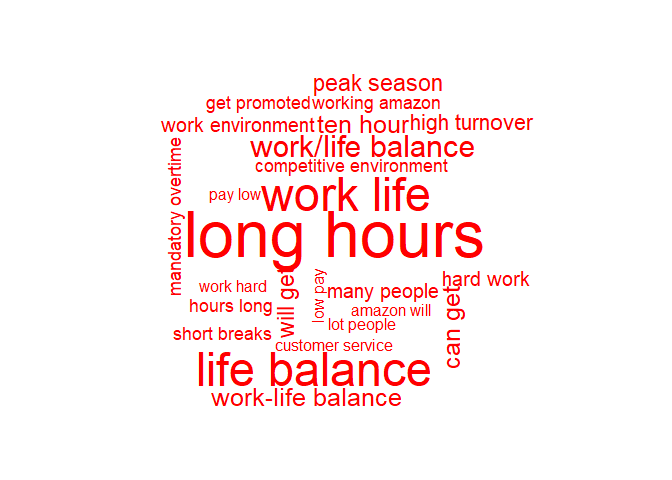 peak season
get promoted working amazon
work environment ten hour high turnover
work/life balance
competitive environment
mandatory overtime
pay low work life
long hours
work hard
will get
low pay
many people
hard work
hours long
amazon will
can get
short breaks
lot people
customer service
life balance
work-life balance